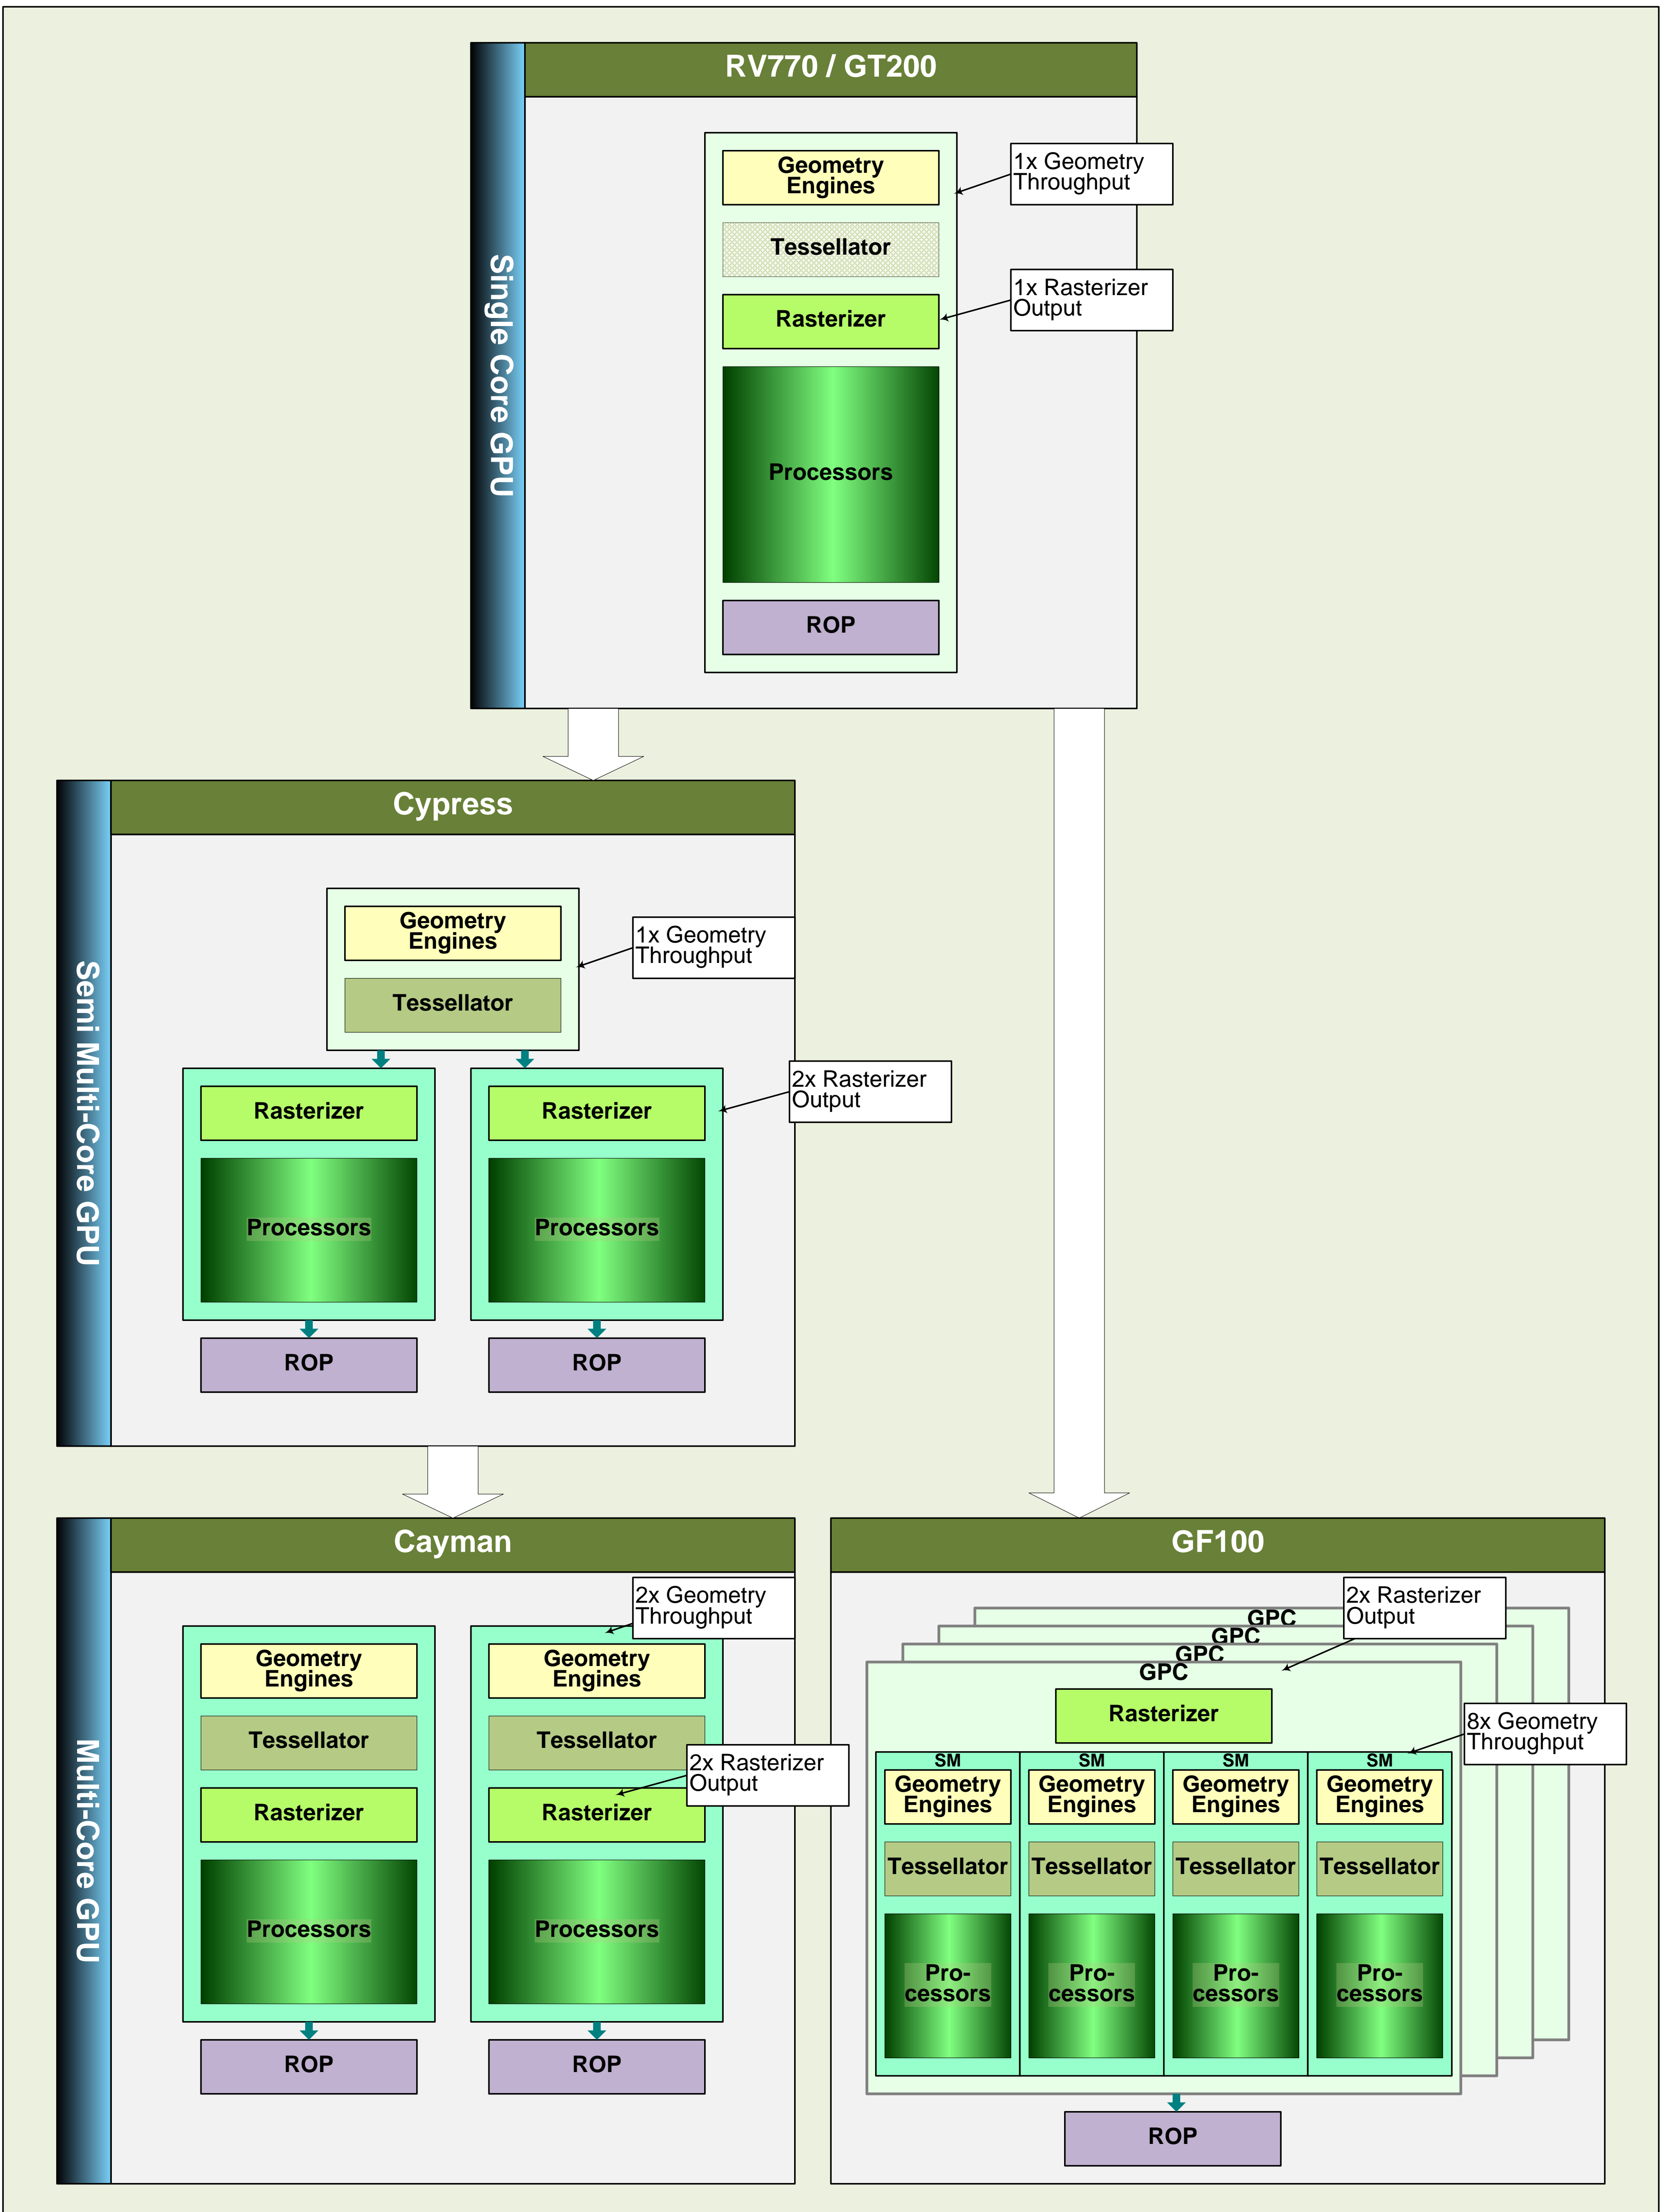 RV770 / GT200
Single Core GPU
Geometry
Engines
1x Geometry
Throughput
Tessellator
1x Rasterizer
Output
Rasterizer
Processors
ROP
Cypress
Semi Multi-Core GPU
Geometry
Engines
1x Geometry
Throughput
Tessellator
2x Rasterizer
Output
Rasterizer
Rasterizer
Processors
Processors
ROP
ROP
Multi-Core GPU
Cayman
2x Geometry
Throughput
Geometry
Engines
Geometry
Engines
Tessellator
Tessellator
2x Rasterizer
Output
Rasterizer
Rasterizer
Processors
Processors
ROP
ROP
GF100
2x Rasterizer
Output
GPC
GPC
GPC
GPC
Rasterizer
8x Geometry
Throughput
SM
SM
SM
SM
Geometry
Engines
Geometry
Engines
Geometry
Engines
Geometry
Engines
Tessellator
Tessellator
Tessellator
Tessellator
Pro-
cessors
Pro-
cessors
Pro-
cessors
Pro-
cessors
ROP